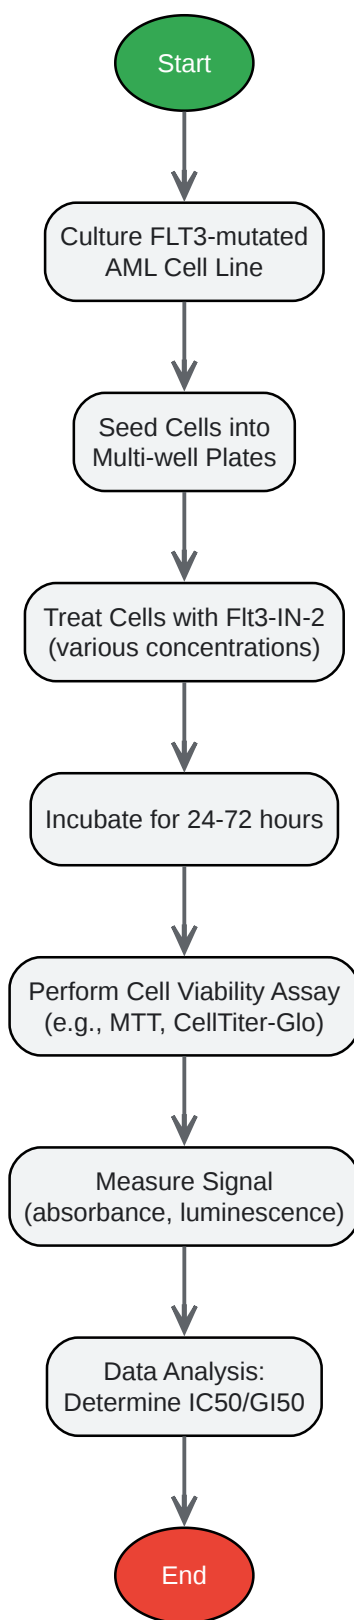 Start
Culture FLT3-mutated
AML Cell Line
Seed Cells into
Multi-well Plates
Treat Cells with Flt3-IN-2
(various concentrations)
Incubate for 24-72 hours
Perform Cell Viability Assay
(e.g., MTT, CellTiter-Glo)
Measure Signal
(absorbance, luminescence)
Data Analysis:
Determine IC50/GI50
End